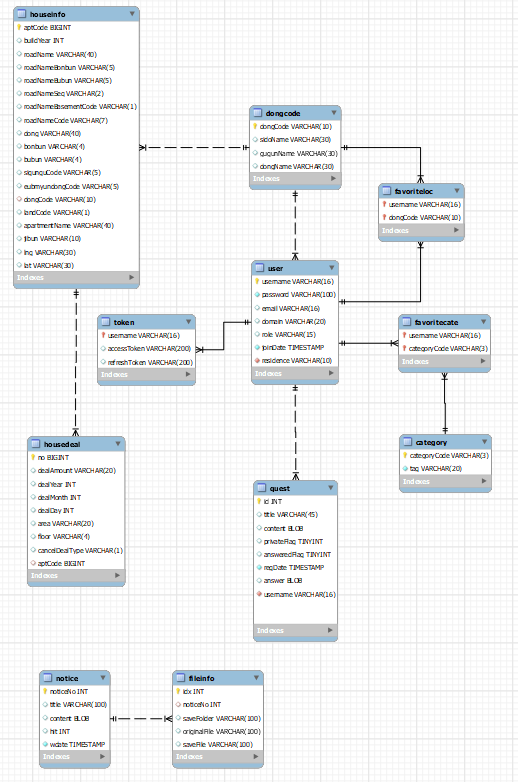 houseinfo
aptCode BIGINT
buildYear INT
roadName VARCHAR(40)
roadNameBonbun VARCHAR(5)
roadNameBubun VARCHAR(5)
roadNameSeq VARCHAR(2)
roadNameBasementCode VARCHAR(1)
roadNameCode VARCHAR(7)
dong VARCHAR(40)
bonbun VARCHAR(4)
bubun VARCHAR(4)
sigunguCode VARCHAR(5)
eubmyundongCode VARCHAR(5)
dongCode VARCHAR(10)
landCode VARCHAR(1)
apartmentName VARCHAR(40)
jibun VARCHAR(10)
lng VARCHAR(30)
lat VARCHAR(30)
Indexes
dongcode
dongCode VARCHAR(10)
sidoName VARCHAR(30)
gugunName VARCHAR(30)
dongName VARCHAR(30)
Indexes
favoriteloc
username VARCHAR(16)
dongCode VARCHAR(10)
Indexes
user
username VARCHAR(16)
password VARCHAR(100)
email VARCHAR(16)
domain VARCHAR(20)
role VARCHAR(15)
joinDate TIMESTAMP
residence VARCHAR(10)
Indexes
token
username VARCHAR(16)
accessToken VARCHAR(200)
refreshToken VARCHAR(200)
Indexes
favoritecate
username VARCHAR(16)
categoryCode VARCHAR(3)
Indexes
category
categoryCode VARCHAR(3)
tag VARCHAR(20)
Indexes
housedeal
no BIGINT
dealAmount VARCHAR(20)
dealYear INT
dealMonth INT
dealDay INT
area VARCHAR(20)
floor VARCHAR(4)
cancelDealType VARCHAR(1)
aptCode BIGINT
Indexes
quest
id INT
title VARCHAR(45)
content BLOB
privateFlag TINYINT
answeredFlag TINYINT
regDate TIMESTAMP
answer BLOB
username VARCHAR(16)
Indexes
notice
noticeNo INT
title VARCHAR(100)
content BLOB
hit INT
wdate TIMESTAMP
Indexes
fileinfo
idx INT
noticeNo INT
saveFolder VARCHAR(100)
originalFile VARCHAR(100)
saveFile VARCHAR(100)
Indexes